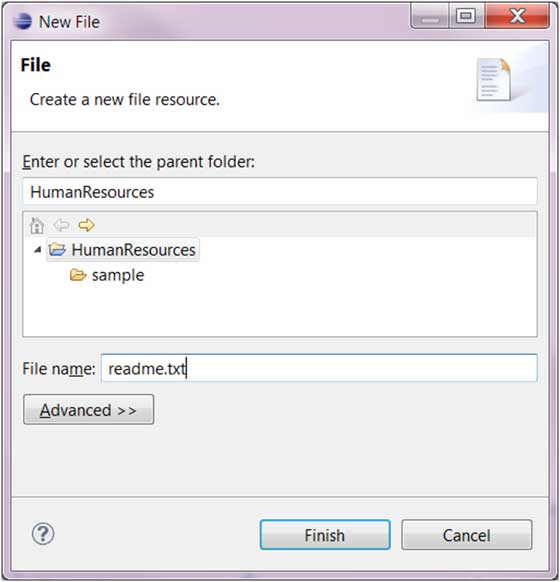 New File
File
Create a new file resource.
Enter or select the parent folder:
HumanResources
HumanResources
sample
File name: readme.txt
Advanced >>
?
Finish Cancel